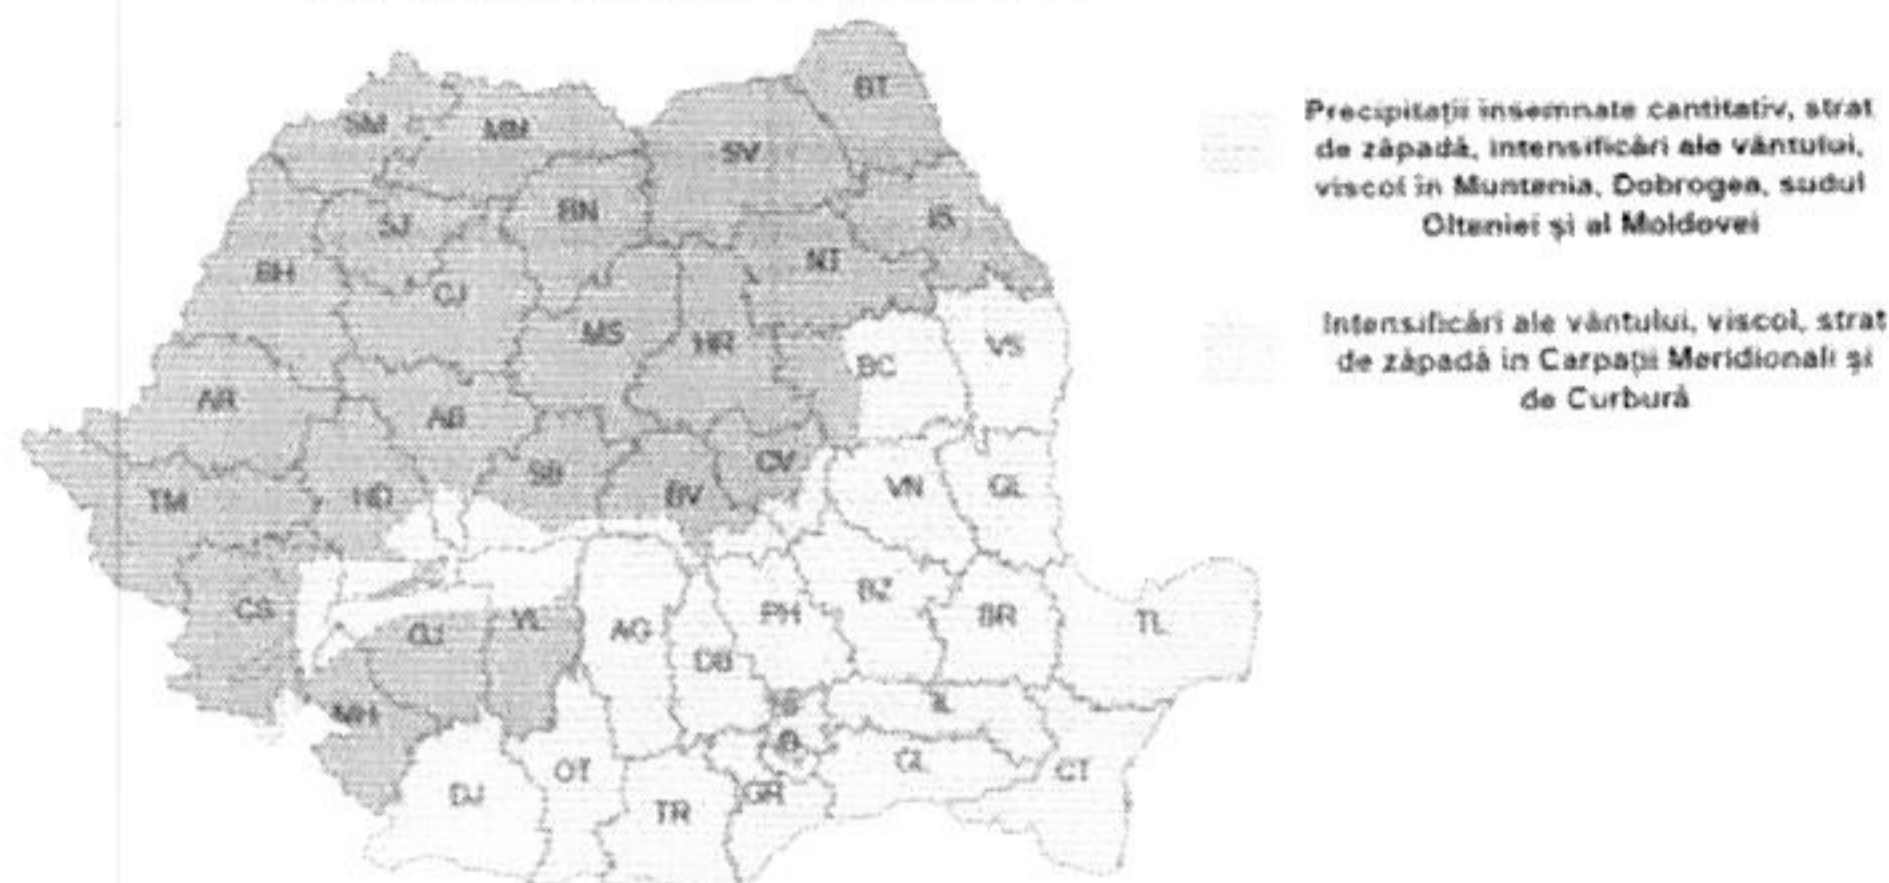 BT
SM
MM
SV
BN
SJ
IS
BH
CJ
NT
MS
HR
BC
VS
AR
AB
SB
CV
TM
HD
BV
VN
GL
CS
GJ
VL
AG
PH
BZ
BR
TL
DB
MH
IF
IL
B
DJ
OT
TR
GR
CL
CT
Precipitații însemnate cantitativ, strat
de zăpadă, intensificări ale vântului,
viscol în Muntenia, Dobrogea, sudul
Olteniei și al Moldovei
Intensificări ale vântului, viscol, strat
de zăpadă în Carpații Meridionali și
de Curbură